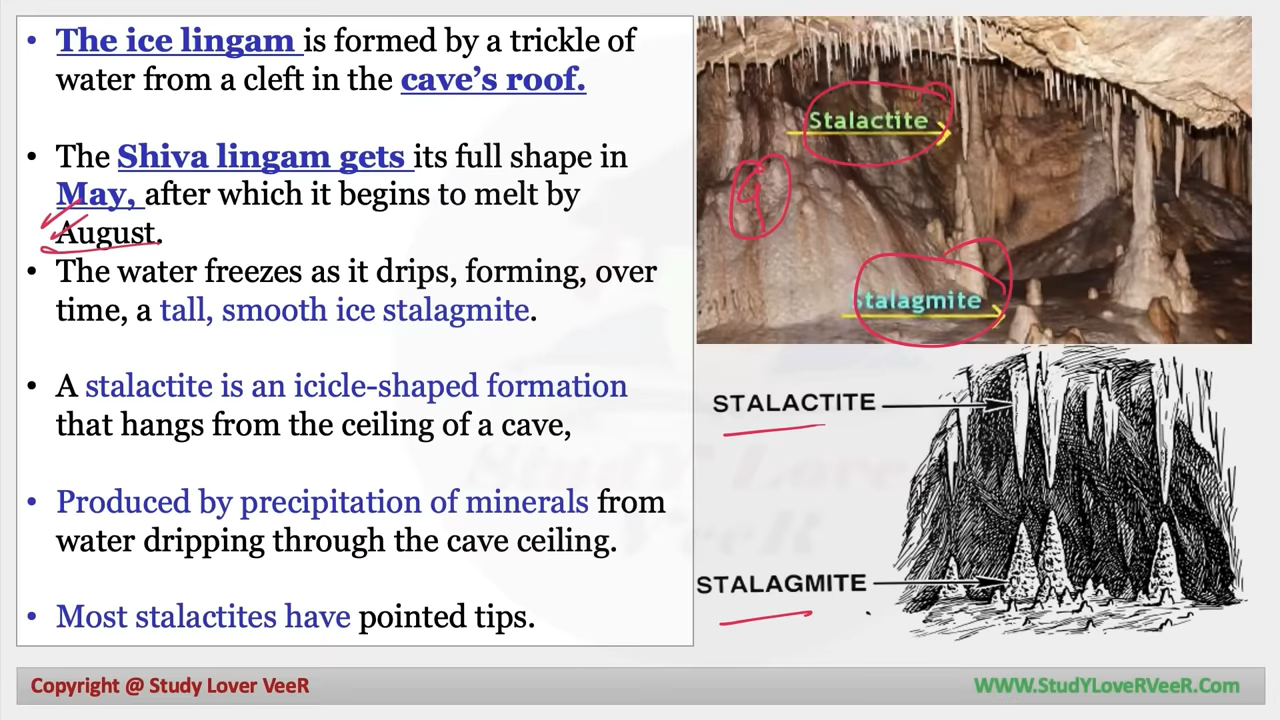 • The ice lingam is formed by a trickle of
water from a cleft in the cave's roof.
• The Shiva lingam gets its full shape in
May, after which it begins to melt by
August.
• The water freezes as it drips, forming, over
time, a tall, smooth ice stalagmite.
• A stalactite is an icicle-shaped formation
that hangs from the ceiling of a cave,
• Produced by precipitation of minerals from
water dripping through the cave ceiling.
• Most stalactites have pointed tips.
Stalactite
Stalagmite
STALACTITE
STALAGMITE
StudY Lover
VeeR
Copyright @ Study Lover VeeR
WWW.StudYLoveRVeeR.Com